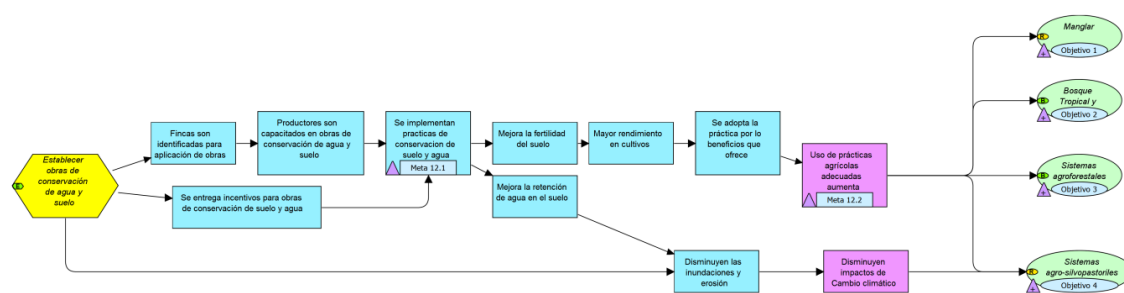 Establecer
obras de
conservación
de agua y
suelo
Fincas son
identificadas para
aplicación de obras
Productores son
capacitados en obras de
conservación de agua y
suelo
Se implementan
practicas de
conservacion de
suelo y agua
Meta 12.1
Se entrega incentivos para obras
de conservación de suelo y agua
Mejora la fertilidad
del suelo
Mayor rendimiento
en cultivos
Mejora la retención
de agua en el suelo
Se adopta la
práctica por lo
beneficios que
ofrece
Uso de prácticas
agrícolas
adecuadas
aumenta
Meta 12.2
Disminuyen las
inundaciones y
erosión
Disminuyen
impactos de
Cambio climático
Manglar
Objetivo 1
Bosque
Tropical y
Objetivo 2
Sistemas
agroforestales
Objetivo 3
Sistemas
agro-silvopastoriles
Objetivo 4